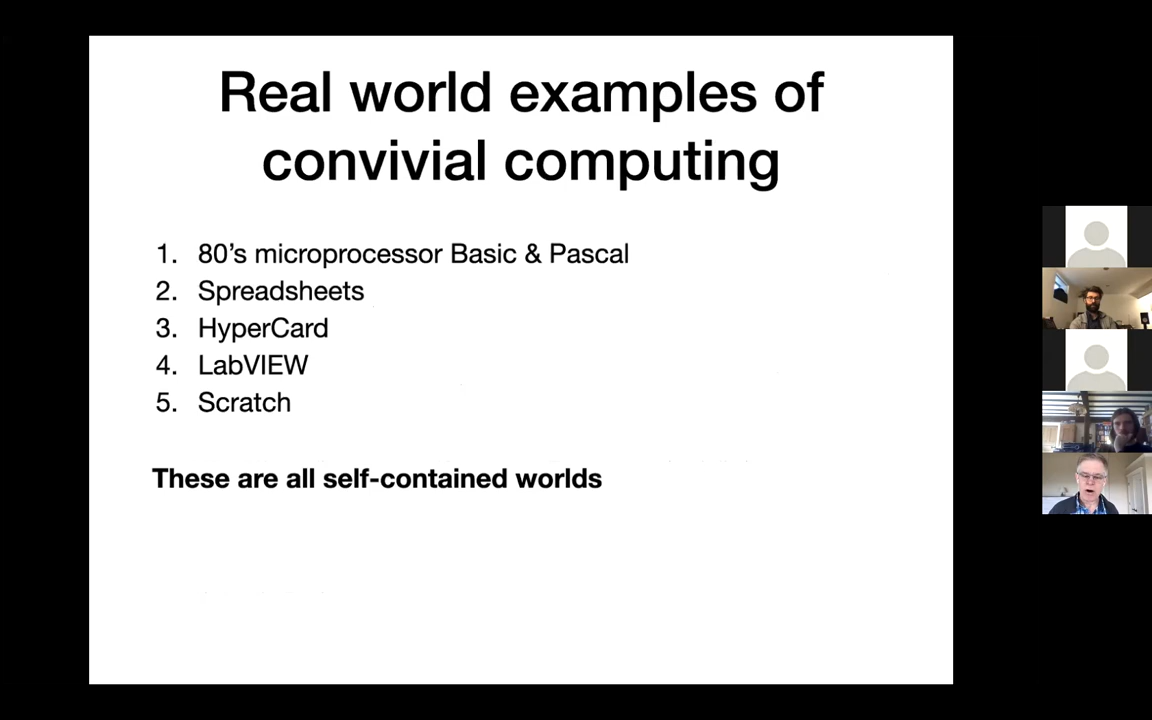 Real world examples of
convivial computing
1. 80's microprocessor Basic & Pascal
2. Spreadsheets
3. HyperCard
4. LabVIEW
5. Scratch
These are all self-contained worlds